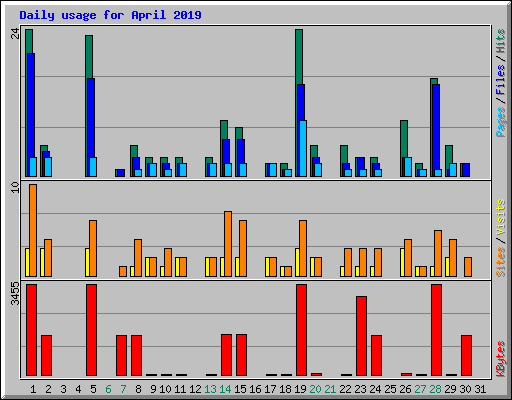 Daily usage for April 2019
24
Pages / Files / Hits
10
Sites / Visits
3455
KBytes
1 2 3 4 5 6 7 8 9 10 11 12 13 14 15 16 17 18 19 20 21 22 23 24 25 26 27 28 29 30 31